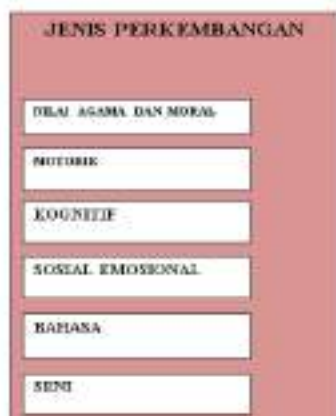 JENIS PERKEMBANGAN
NILAI AGAMA DAN MORAL
MOTORIK
KOGNITIF
SOSIAL EMOSIONAL
BAHASA
SENI